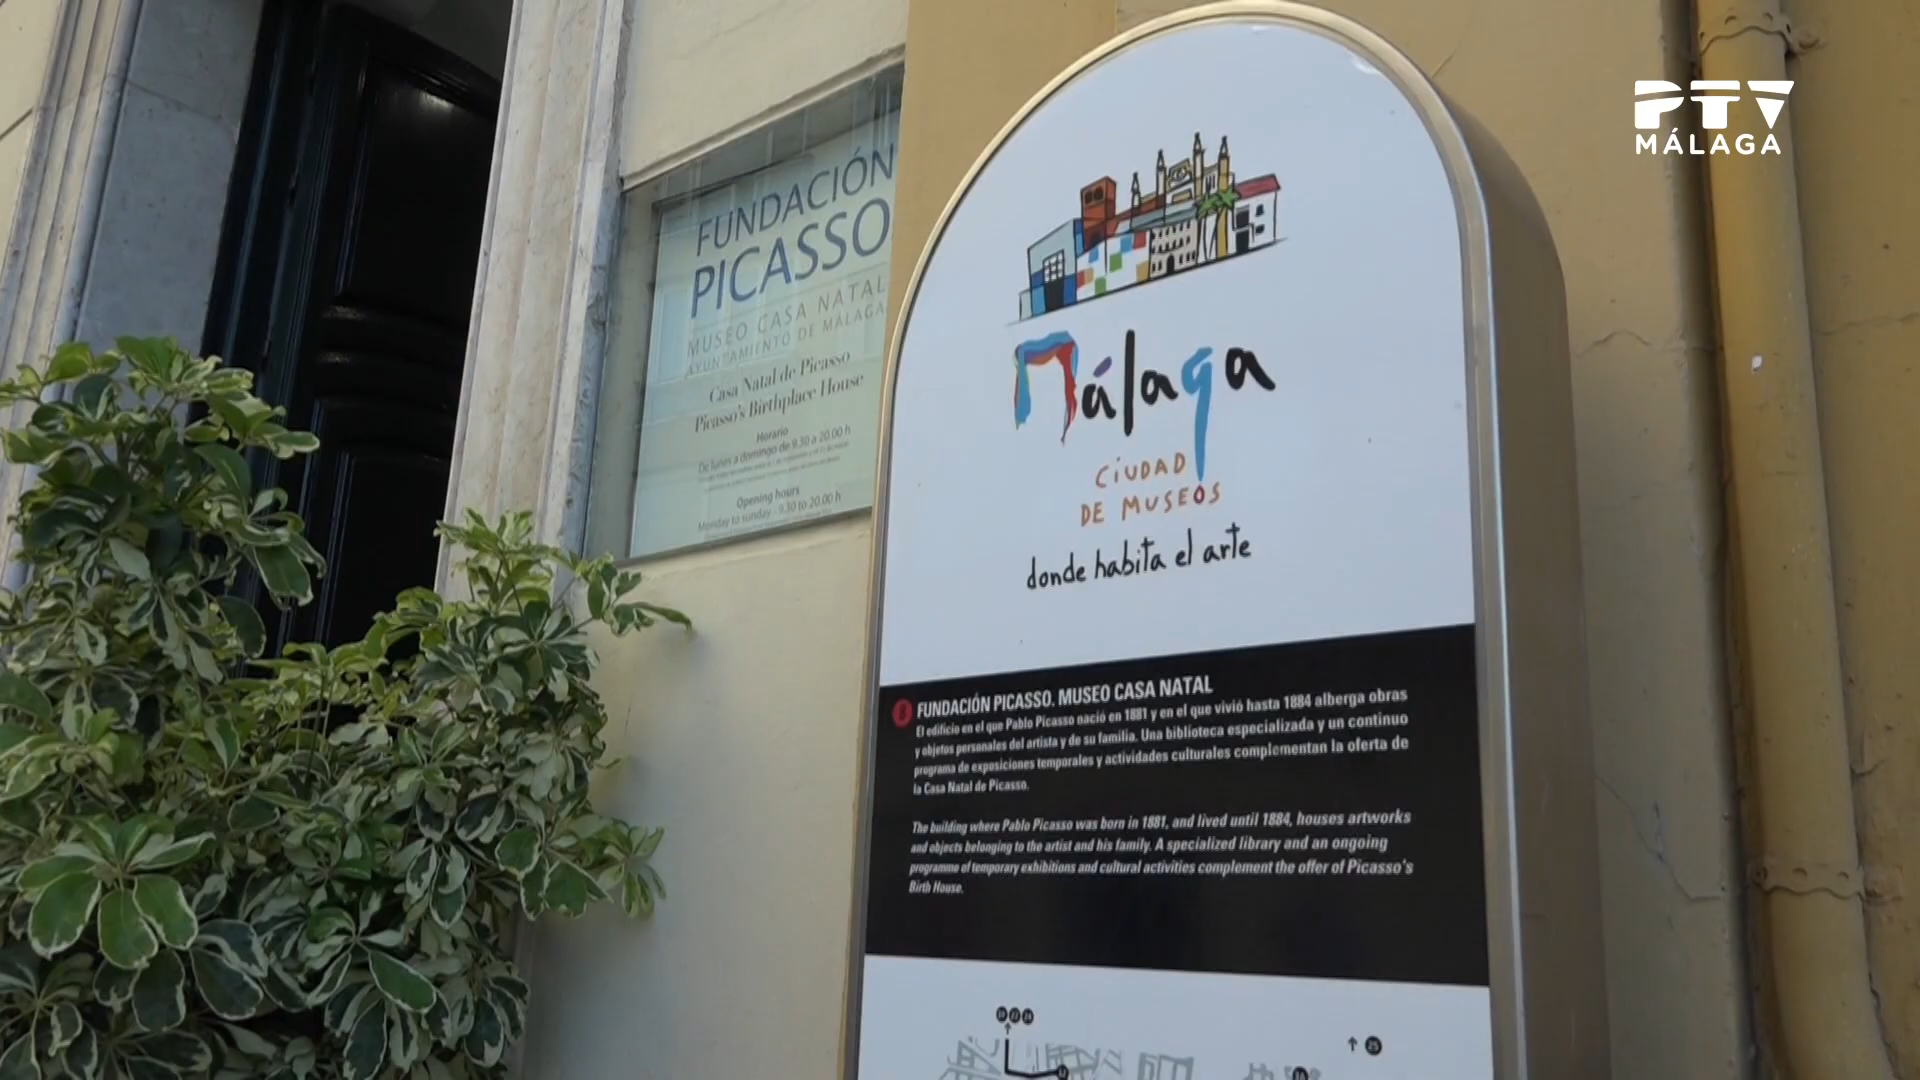 PTV
MÁLAGA
FUNDACIÓN
PICASSO
MUSEO CASA NATAL
AYUNTAMIENTO DE MÁLAGA
Casa Natal de Picasso
Picasso's Birthplace House
Horario
De lunes a domingo de 9.30 a 20.00 h
Opening hours
Monday to sunday - 9.30 to 20.00 h
Málaga
CIUDAD
DE MUSEOS
donde habita el arte
8 FUNDACIÓN PICASSO. MUSEO CASA NATAL
El edificio en el que Pablo Picasso nació en 1881 y en el que vivió hasta 1884 alberga obras
y objetos personales del artista y de su familia. Una biblioteca especializada y un continuo
programa de exposiciones temporales y actividades culturales complementan la oferta de
la Casa Natal de Picasso.
The building where Pablo Picasso was born in 1881, and lived until 1884, houses artworks
and objects belonging to the artist and his family. A specialized library and an ongoing
programme of temporary exhibitions and cultural activities complement the offer of Picasso's
Birth House.
25